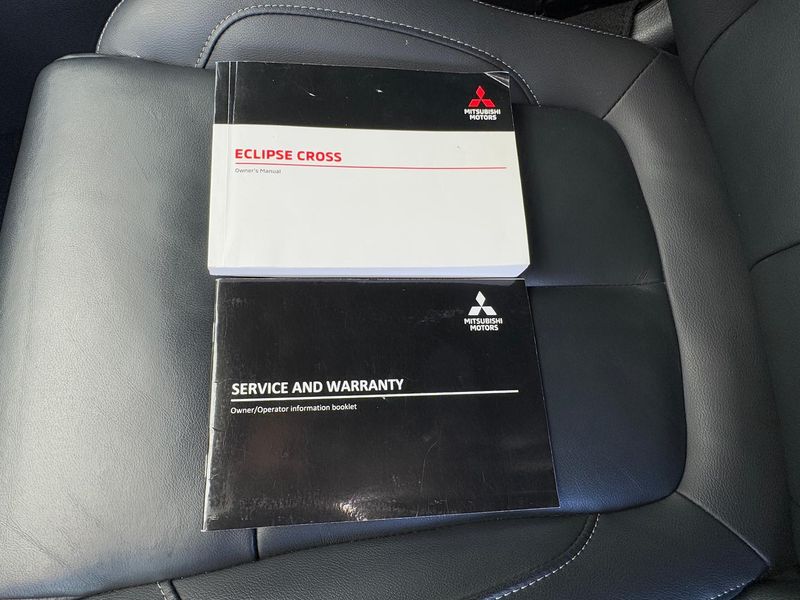 MITSUBISHI
MOTORS
ECLIPSE CROSS
Owner's Manual
MITSUBISHI
MOTORS
SERVICE AND WARRANTY
Owner/Operator information booklet